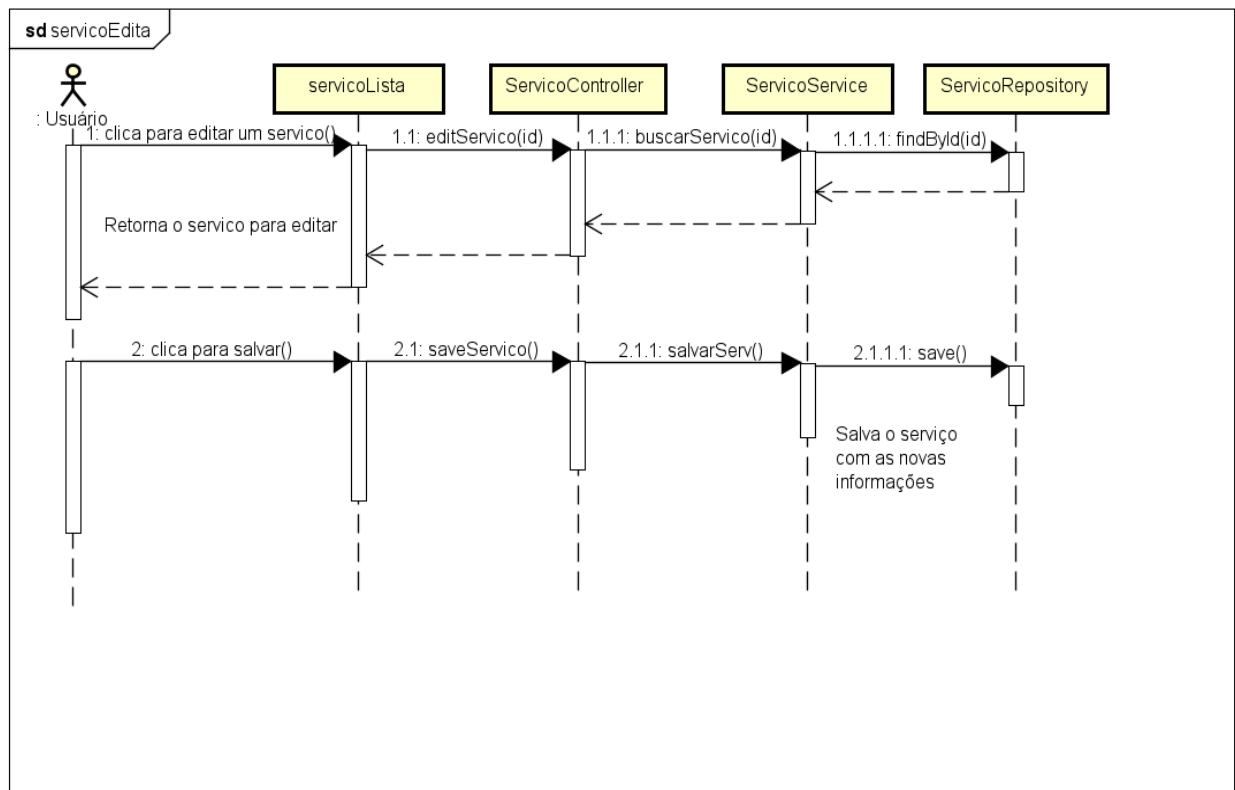 sd servicoEdita
servicoLista
ServicoController
ServicoService
ServicoRepository
: Usuário
1: clica para editar um servico()
1.1: editServico(id)
1.1.1: buscarServico(id)
1.1.1.1: findById(id)
Retorna o servico para editar
2: clica para salvar()
2.1: saveServico()
2.1.1: salvarServ()
2.1.1.1: save()
Salva o serviço
com as novas
informações